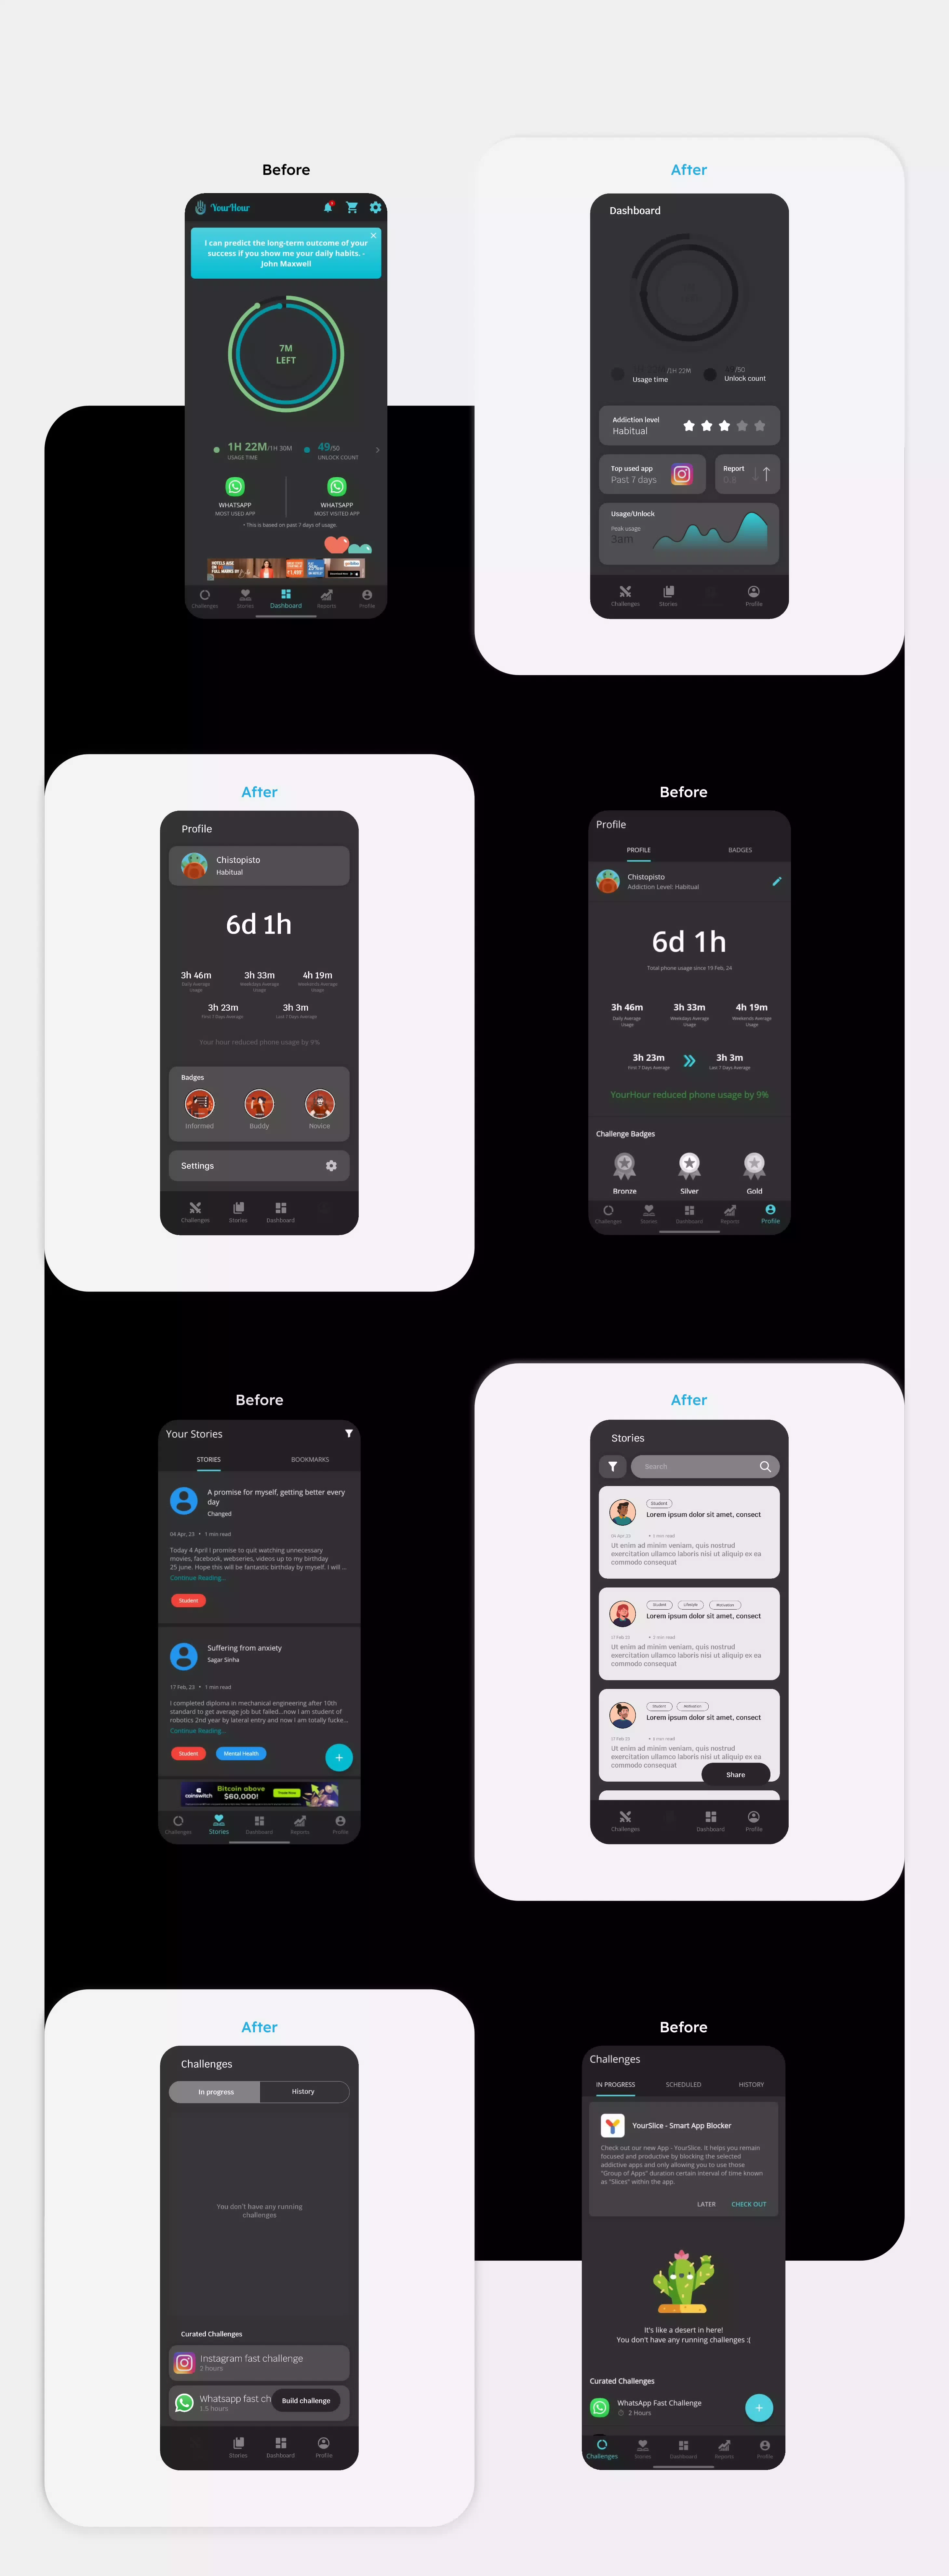 Before
YourHour
I can predict the long-term outcome of your
success if you show me your daily habits. -
John Maxwell
7M
LEFT
1H 22M/1H 30M
USAGE TIME
49/50
UNLOCK COUNT
WHATSAPP
MOST USED APP
WHATSAPP
MOST VISITED APP
• This is based on past 7 days of usage.
Challenges
Stories
Dashboard
Reports
Profile
After
Dashboard
/1H 22M
Usage time
/50
Unlock count
Addiction level
Habitual
Top used app
Past 7 days
Report
0.8
Usage/Unlock
Peak usage
3am
Challenges
Stories
Profile
After
Profile
Chistopisto
Habitual
6d 1h
3h 46m
Daily Average
Usage
3h 33m
Weekdays Average
Usage
4h 19m
Weekends Average
Usage
3h 23m
First 7 Days Average
3h 3m
Last 7 Days Average
Your hour reduced phone usage by 9%
Badges
Informed
Buddy
Novice
Settings
Challenges
Stories
Dashboard
Before
Profile
PROFILE
BADGES
Chistopisto
Addiction Level: Habitual
6d 1h
Total phone usage since 19 Feb, 24
3h 46m
Daily Average
Usage
3h 33m
Weekdays Average
Usage
4h 19m
Weekends Average
Usage
3h 23m
First 7 Days Average
3h 3m
Last 7 Days Average
YourHour reduced phone usage by 9%
Challenge Badges
Bronze
Silver
Gold
Challenges
Stories
Dashboard
Reports
Profile
Before
Your Stories
STORIES
BOOKMARKS
A promise for myself, getting better every
day
Changed
04 Apr, 23 • 1 min read
Today 4 April I promise to quit watching unnecessary
movies, facebook, webseries, videos up to my birthday
25 june. Hope this will be fantastic birthday by myself. I will ...
Continue Reading...
Student
Suffering from anxiety
Sagar Sinha
17 Feb, 23 • 1 min read
I completed diploma in mechanical engineering after 10th
standard to get average job but failed...now I am student of
robotics 2nd year by lateral entry and now I am totally fucke...
Continue Reading...
Student
Mental Health
coinswitch
Bitcoin above
$60,000!
Trade Now
Challenges
Stories
Dashboard
Reports
Profile
After
Stories
Search
Student
Lorem ipsum dolor sit amet, consect
04 Apr 23 • 1 min read
Ut enim ad minim veniam, quis nostrud
exercitation ullamco laboris nisi ut aliquip ex ea
commodo consequat
Student
Lifestyle
Motivation
Lorem ipsum dolor sit amet, consect
17 Feb 23 • 2 min read
Ut enim ad minim veniam, quis nostrud
exercitation ullamco laboris nisi ut aliquip ex ea
commodo consequat
Student
Motivation
Lorem ipsum dolor sit amet, consect
Ut enim ad minim veniam, quis nostrud
exercitation ullamco laboris nisi ut aliquip ex ea
commodo consequat
Share
Challenges
Dashboard
Profile
After
Challenges
In progress
History
You don't have any running
challenges
Curated Challenges
Instagram fast challenge
2 hours
Whatsapp fast ch
1.5 hours
Build challenge
Stories
Dashboard
Profile
Before
Challenges
IN PROGRESS
SCHEDULED
HISTORY
YourSlice - Smart App Blocker
Check out our new App - YourSlice. It helps you remain
focused and productive by blocking the selected
addictive apps and only allowing you to use those
"Group of Apps" duration certain interval of time known
as "Slices" within the app.
LATER
CHECK OUT
It's like a desert in here!
You don't have any running challenges :(
Curated Challenges
WhatsApp Fast Challenge
2 Hours
Challenges
Stories
Dashboard
Reports
Profile